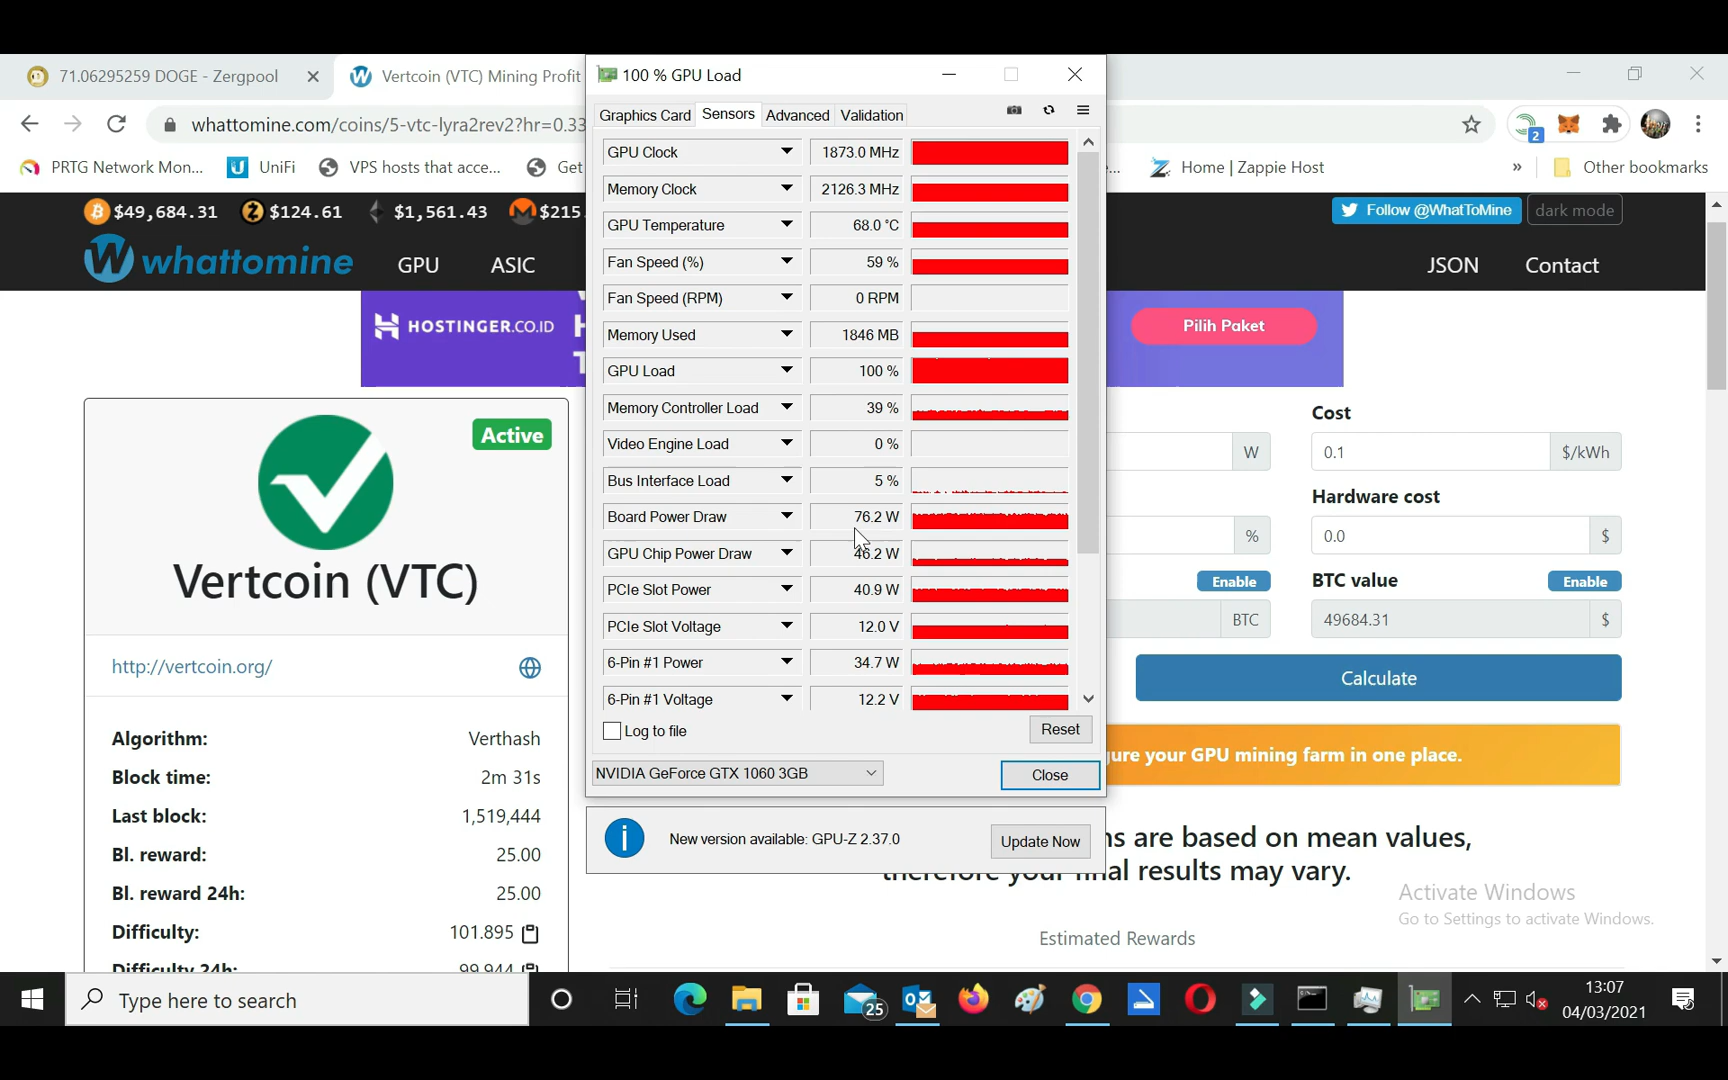 71.06295259 DOGE - Zergpool
Vertcoin (VTC) Mining Profit
whattomine.com/coins/5-vtc-lyra2rev2?hr=0.33
2
PRTG Network Mon...
UniFi
VPS hosts that acce...
Get
e...
Home | Zappie Host
»
Other bookmarks
$49,684.31
$124.61
$1,561.43
$215.
Follow @WhatToMine
dark mode
whattomine
GPU
ASIC
JSON
Contact
HOSTINGER.CO.ID
Pilih Paket
Active
Vertcoin (VTC)
http://vertcoin.org/
Algorithm: Verthash
Block time: 2m 31s
Last block: 1,519,444
Bl. reward: 25.00
Bl. reward 24h: 25.00
Difficulty: 101.895
Difficulty 24h: 99.944
100 % GPU Load
Graphics Card Sensors Advanced Validation
GPU Clock 1873.0 MHz
Memory Clock 2126.3 MHz
GPU Temperature 68.0 °C
Fan Speed (%) 59 %
Fan Speed (RPM) 0 RPM
Memory Used 1846 MB
GPU Load 100 %
Memory Controller Load 39 %
Video Engine Load 0 %
Bus Interface Load 5 %
Board Power Draw 76.2 W
GPU Chip Power Draw 46.2 W
PCIe Slot Power 40.9 W
PCIe Slot Voltage 12.0 V
6-Pin #1 Power 34.7 W
6-Pin #1 Voltage 12.2 V
Log to file
Reset
NVIDIA GeForce GTX 1060 3GB
Close
New version available: GPU-Z 2.37.0
Update Now
Cost
W
0.1 $/kWh
Hardware cost
%
0.0 $
Enable
BTC value Enable
BTC
49684.31 $
Calculate
ure your GPU mining farm in one place.
ns are based on mean values,
therefore your final results may vary.
Estimated Rewards
Activate Windows
Go to Settings to activate Windows.
Type here to search
25
13:07
04/03/2021